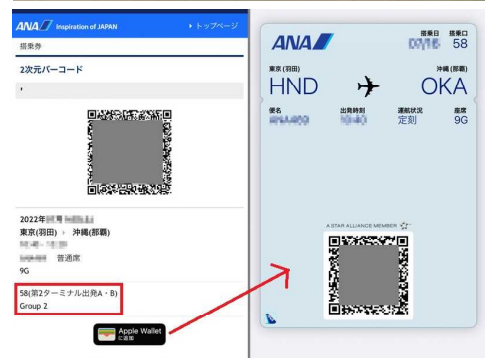 ANA Inspiration of JAPAN
トップページ
搭乗券
2次元バーコード
2022年
東京(羽田) › 沖縄(那覇)
普通席
9G
58(第2ターミナル出発A・B)
Group 2
Apple Wallet
に追加
ANA
搭乗日 搭乗口
58
東京 (羽田) 沖縄 (那覇)
HND OKA
便名 出発時刻 運航状況 座席
定刻 9G
A STAR ALLIANCE MEMBER